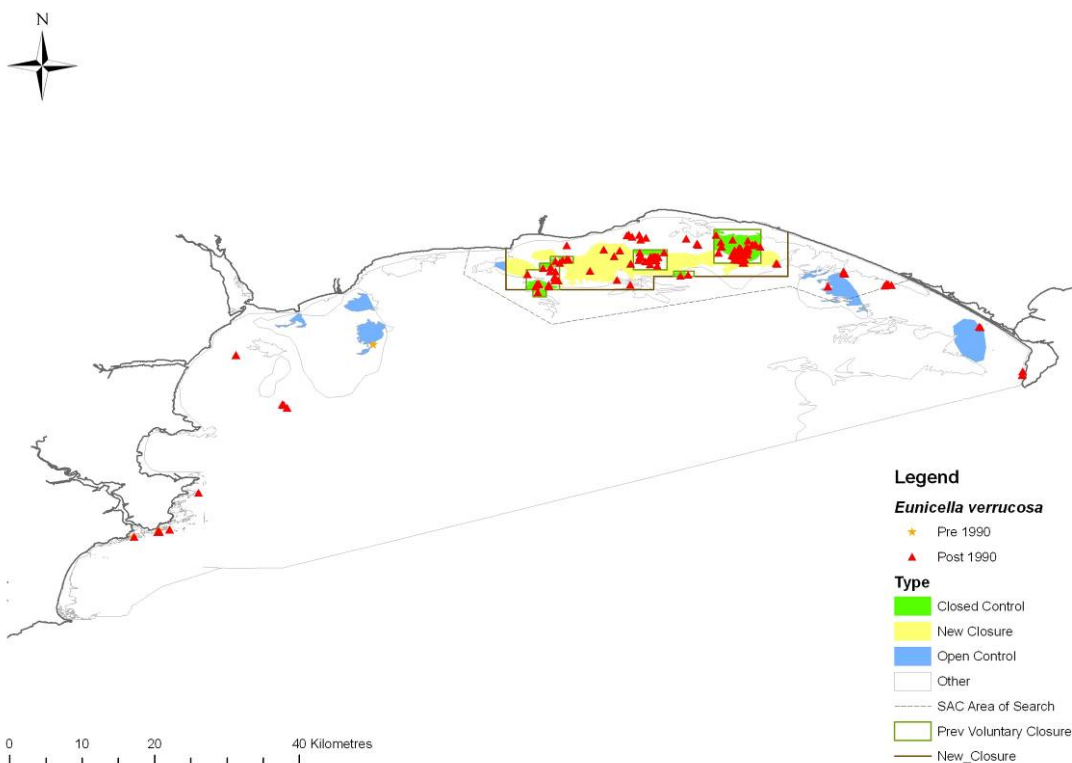 N
Legend
Eunicella verrucosa
Pre 1990
Post 1990
Type
Closed Control
New Closure
Open Control
Other
SAC Area of Search
Prev Voluntary Closure
New_Closure
0 10 20 40 Kilometres